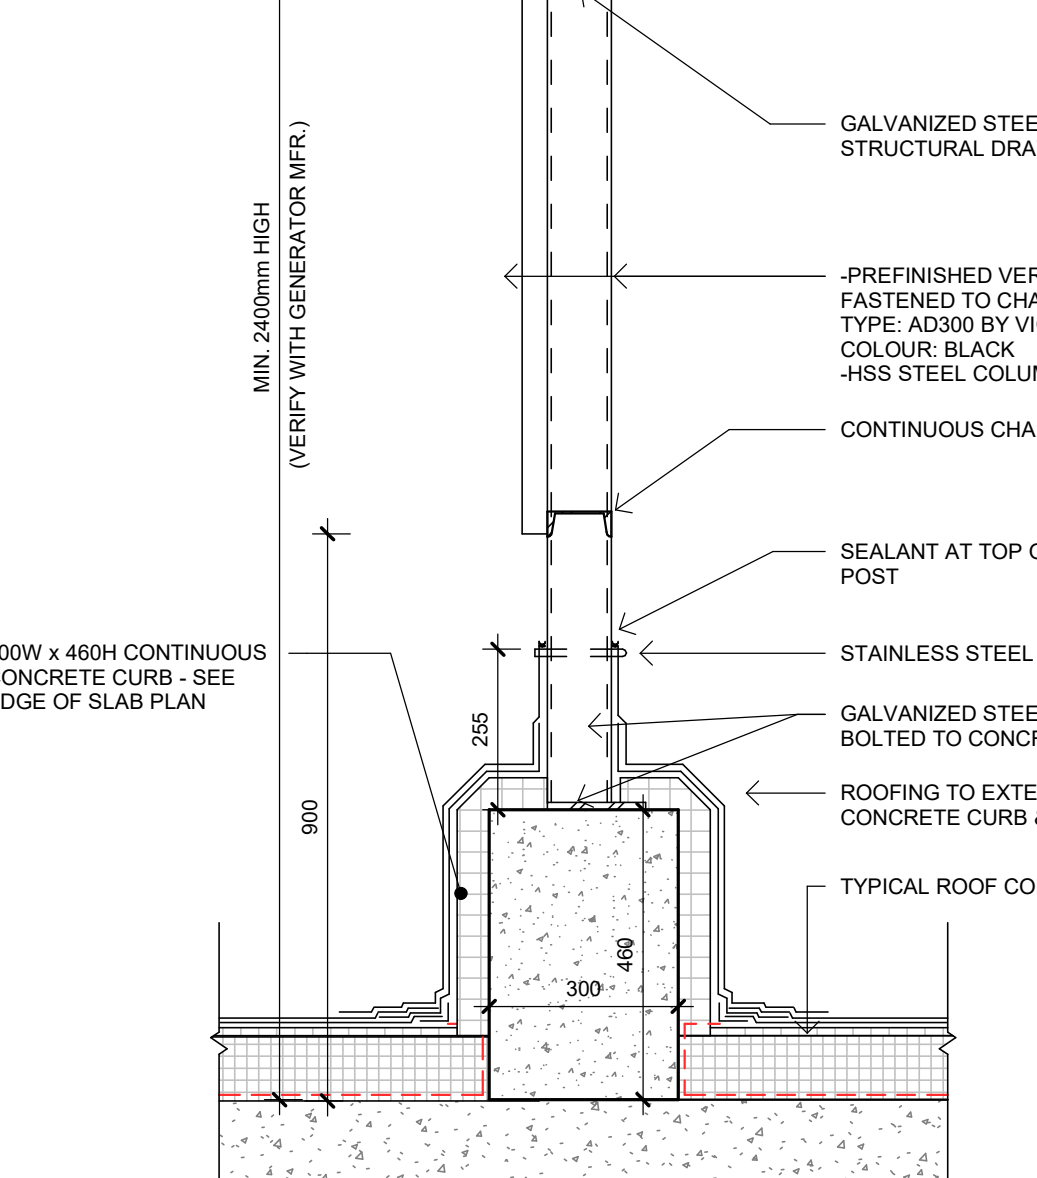 MIN. 2400mm HIGH
(VERIFY WITH GENERATOR MFR.)
GALVANIZED STEE
STRUCTURAL DRA
-PREFINISHED VER
FASTENED TO CHA
TYPE: AD300 BY VI
COLOUR: BLACK
-HSS STEEL COLUM
CONTINUOUS CHA
SEALANT AT TOP O
POST
00W x 460H CONTINUOUS
ONCRETE CURB - SEE
DGE OF SLAB PLAN
STAINLESS STEEL
GALVANIZED STEE
BOLTED TO CONCR
255
ROOFING TO EXTE
CONCRETE CURB &
900
TYPICAL ROOF CO
460
300